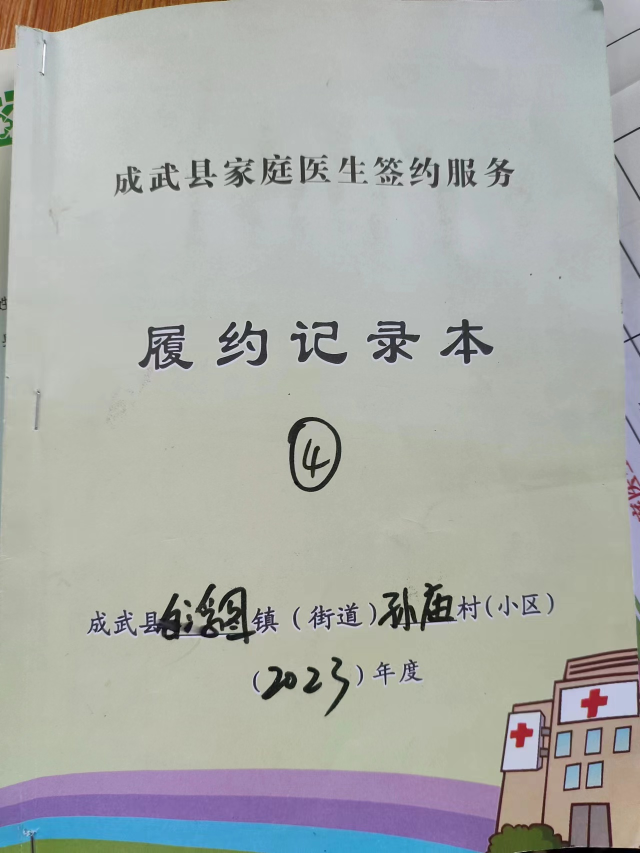 成武县家庭医生签约服务
履约记录本
④
成武县白浮图镇(街道)孙庙村(小区)
(2023)年度